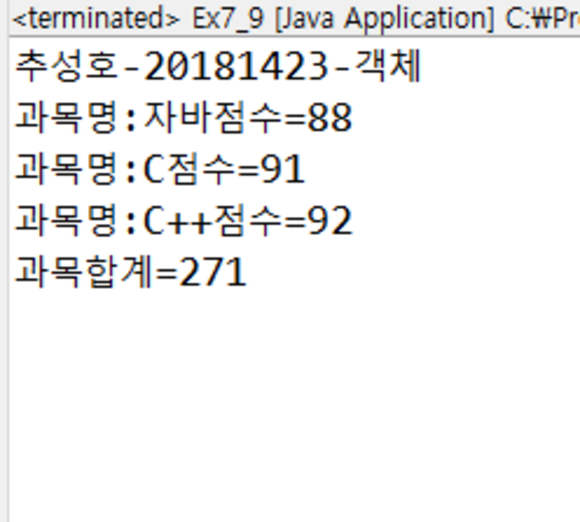 <terminated> Ex7_9 [Java Application] C:₩Pr
추성호-20181423-객체
과목명:자바점수=88
과목명:C점수=91
과목명:C++점수=92
과목합계=271